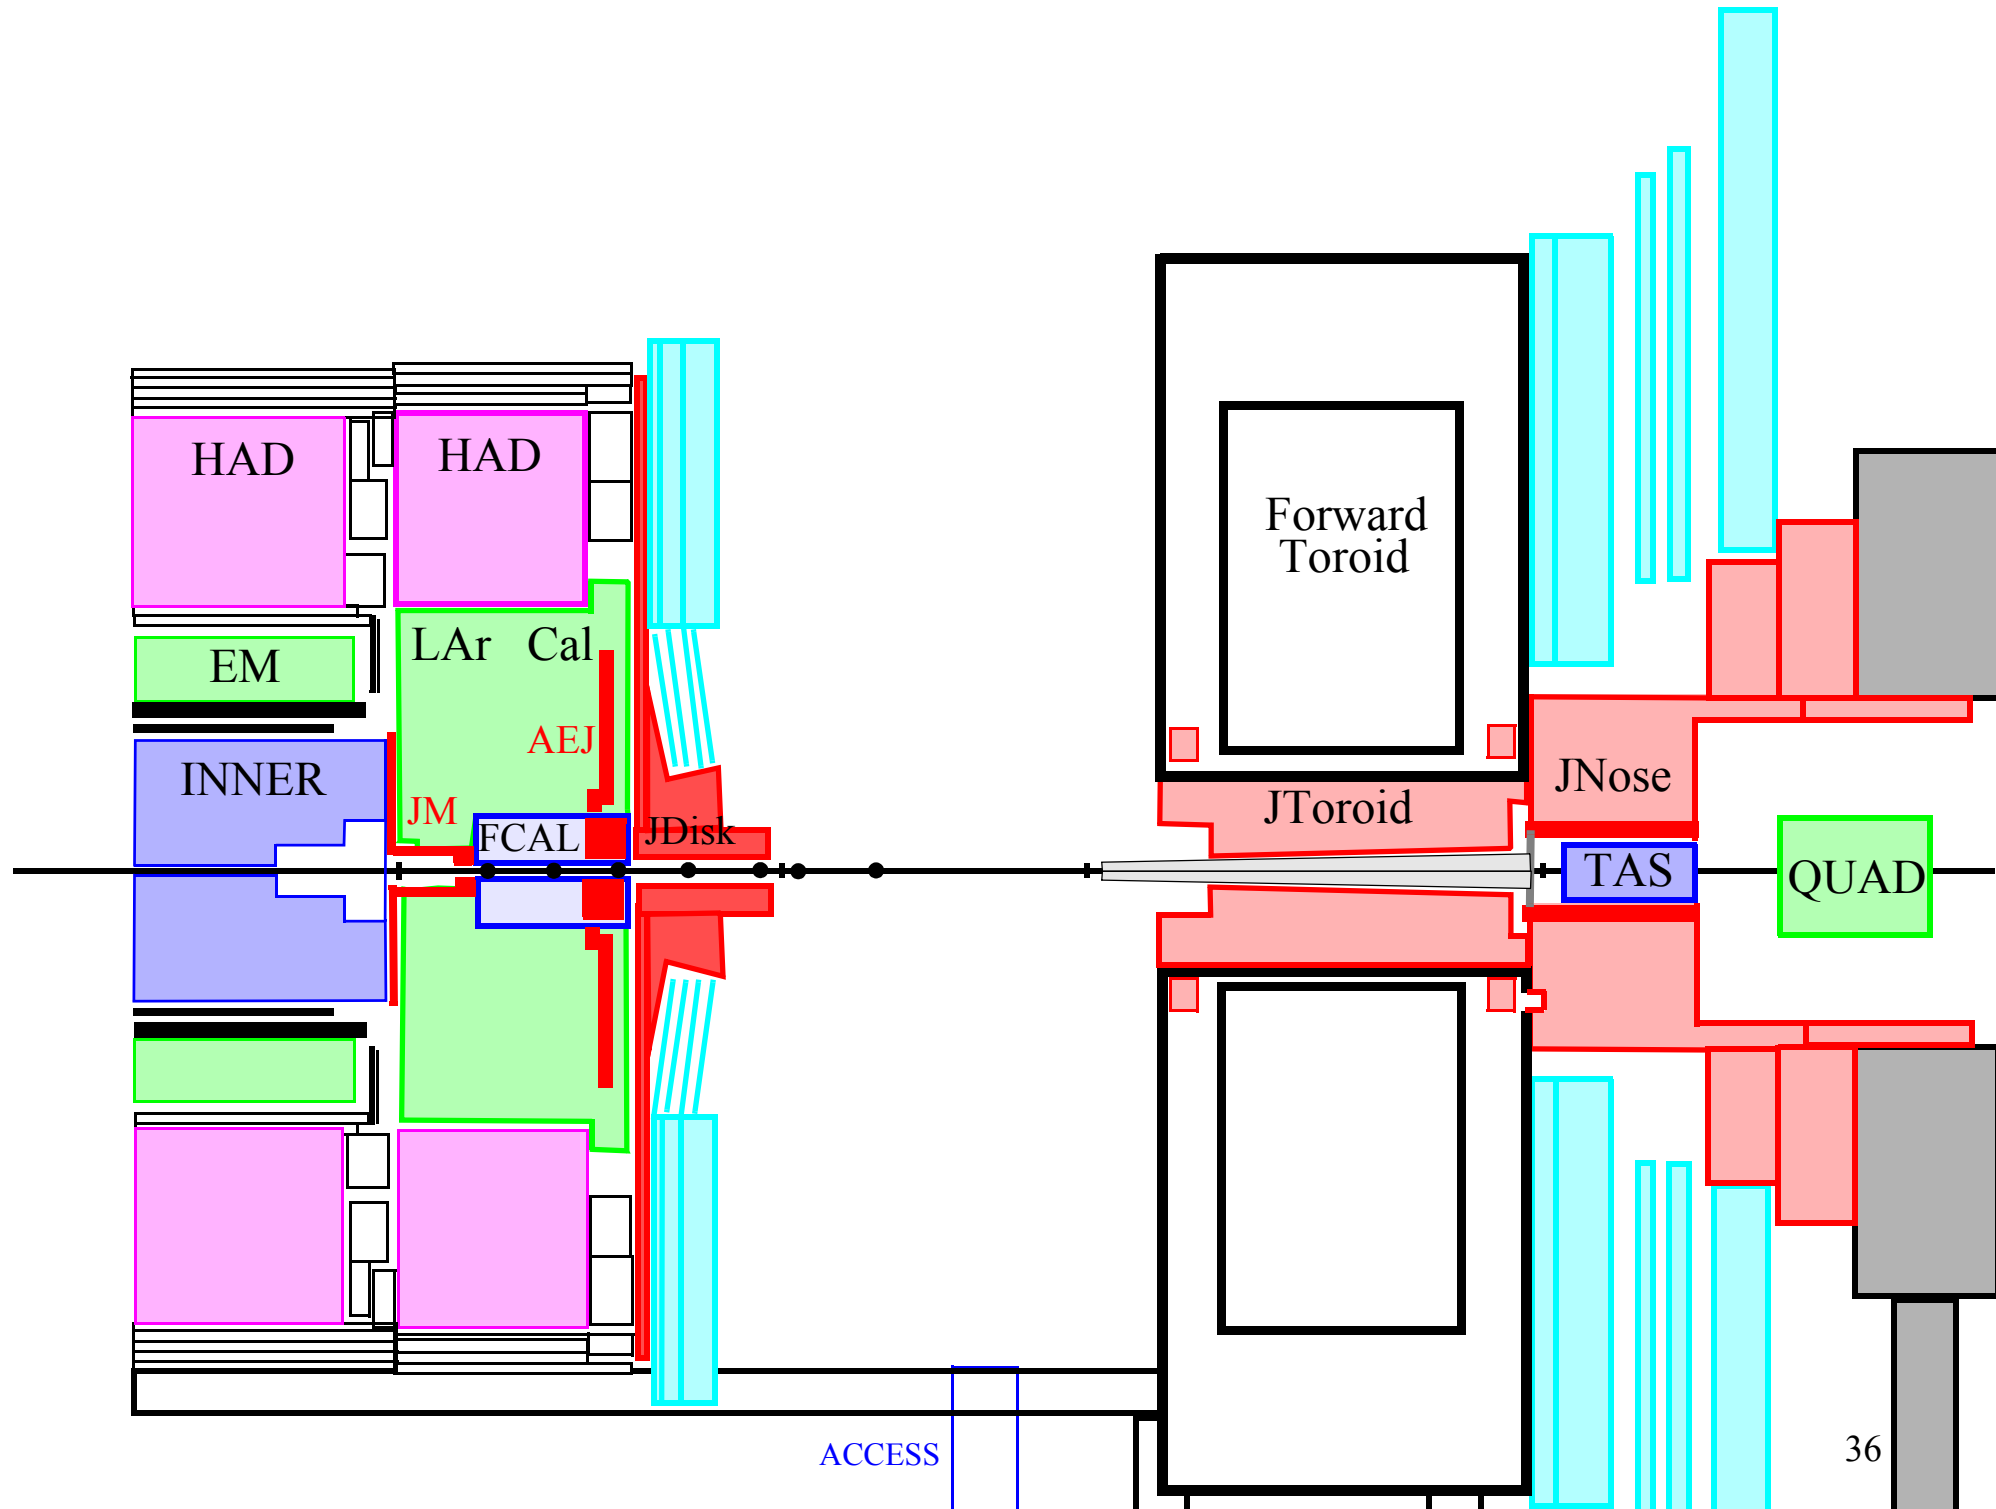 HAD
HAD
Forward
Toroid
LAr Cal
EM
AEJ
INNER
JNose
JM
JToroid
FCAL
JDisk
TAS
QUAD
ACCESS
36